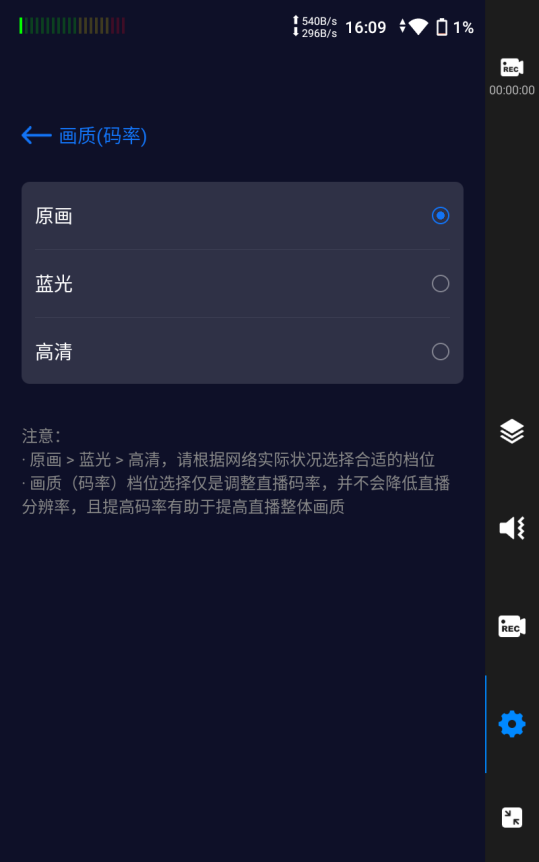 540B/s
296B/s
16:09
1%
REC
00:00:00
画质(码率)
原画
蓝光
高清
注意：
· 原画 > 蓝光 > 高清，请根据网络实际状况选择合适的档位
· 画质（码率）档位选择仅是调整直播码率，并不会降低直播
分辨率，且提高码率有助于提高直播整体画质
REC